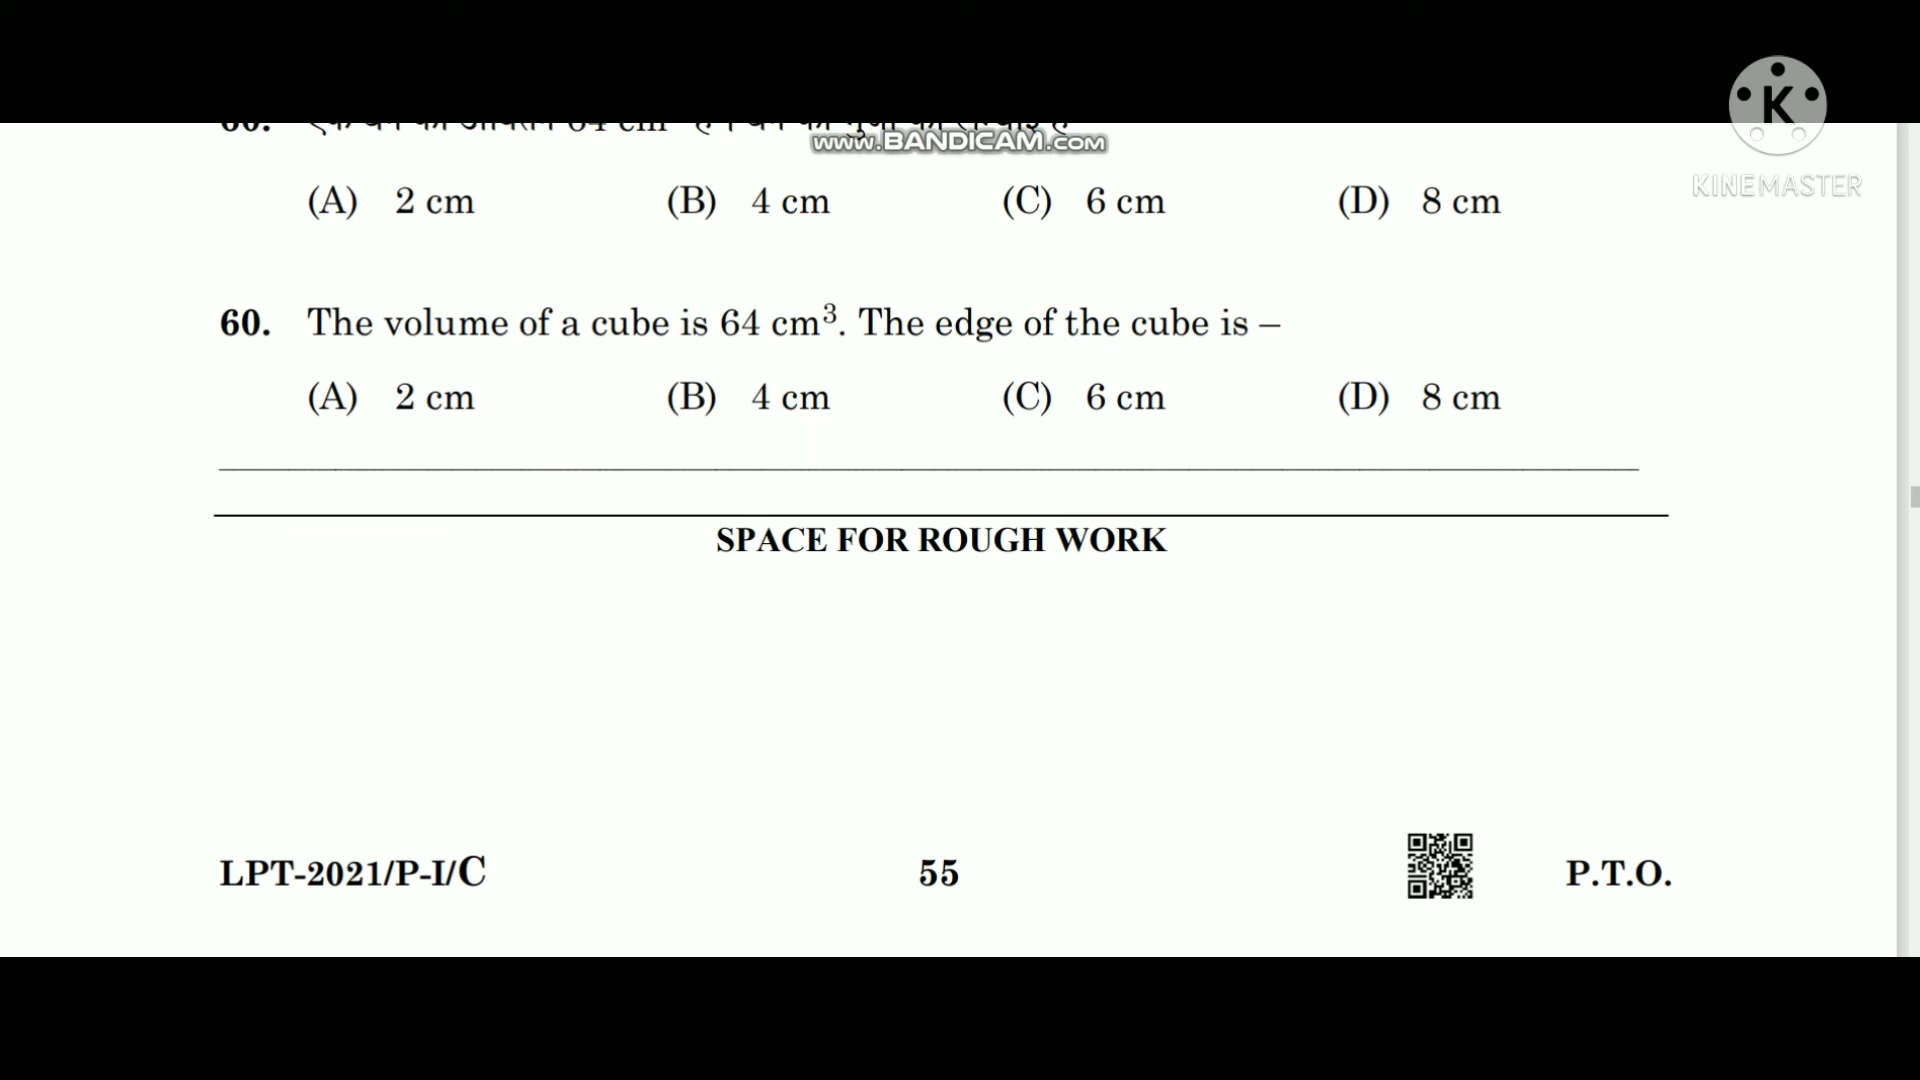 K
KINEMASTER
www.BANDICAM.COM
(A) 2 cm (B) 4 cm (C) 6 cm (D) 8 cm
60. The volume of a cube is 64 cm³. The edge of the cube is –
(A) 2 cm (B) 4 cm (C) 6 cm (D) 8 cm
SPACE FOR ROUGH WORK
LPT-2021/P-I/C 55 P.T.O.